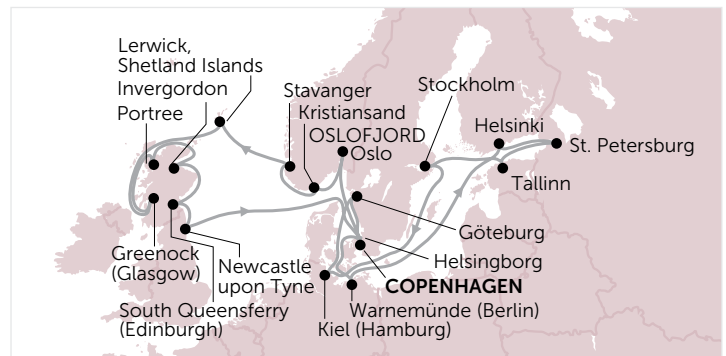 Lerwick,
Shetland Islands
Invergordon
Portree
Stavanger
Kristiansand
OSLOFJORD
Oslo
Stockholm
Helsinki
St. Petersburg
Tallinn
Göteburg
Helsingborg
COPENHAGEN
Warnemünde (Berlin)
Kiel (Hamburg)
Greenock
(Glasgow)
Newcastle
upon Tyne
South Queensferry
(Edinburgh)